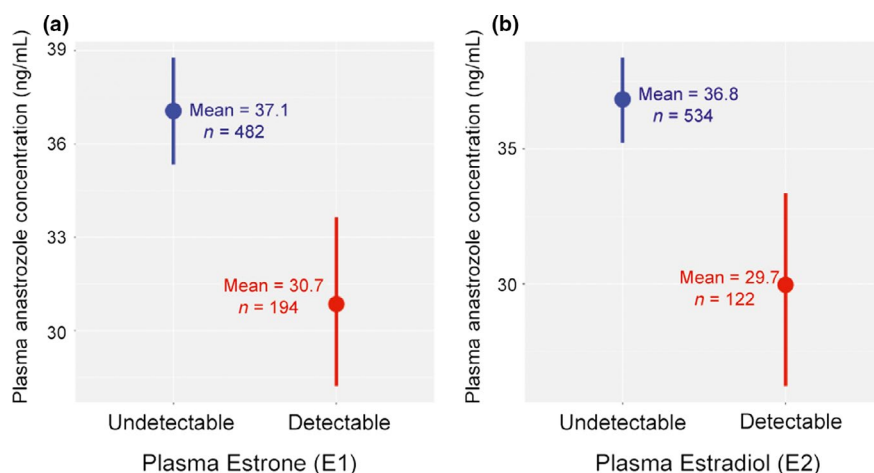 (a)
Plasma anastrozole concentration (ng/mL)
39
36
33
30
Mean = 37.1
n = 482
Mean = 30.7
n = 194
Undetectable Detectable
Plasma Estrone (E1)
(b)
Plasma anastrozole concentration (ng/mL)
35
30
Mean = 36.8
n = 534
Mean = 29.7
n = 122
Undetectable Detectable
Plasma Estradiol (E2)